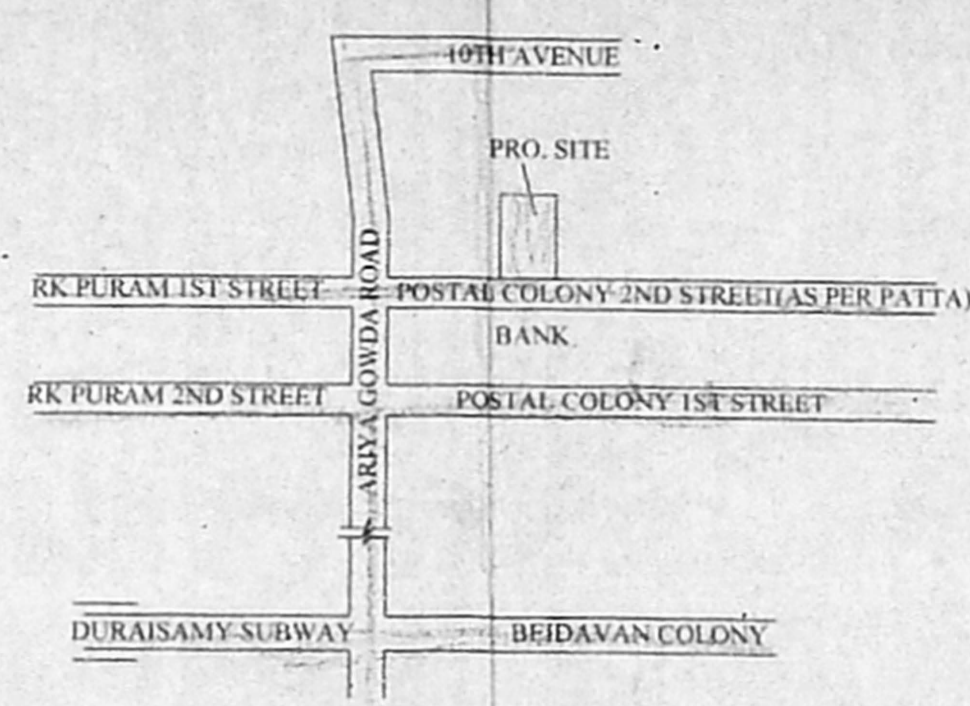 10TH AVENUE
PRO. SITE
RK PURAM 1ST STREET
POSTAL COLONY 2ND STREET(AS PER PATTA)
ARIYA GOWDA ROAD
BANK
RK PURAM 2ND STREET
POSTAL COLONY 1ST STREET
DURAISAMY SUBWAY
BEIDAVAN COLONY